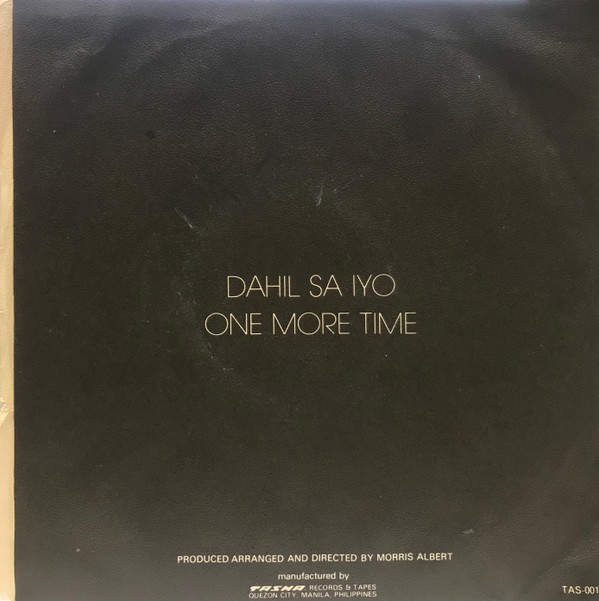 DAHIL SA IYO
ONE MORE TIME
PRODUCED ARRANGED AND DIRECTED BY MORRIS ALBERT
manufactured by
TASHA RECORDS & TAPES
QUEZON CITY, MANILA, PHILIPPINES
TAS-001